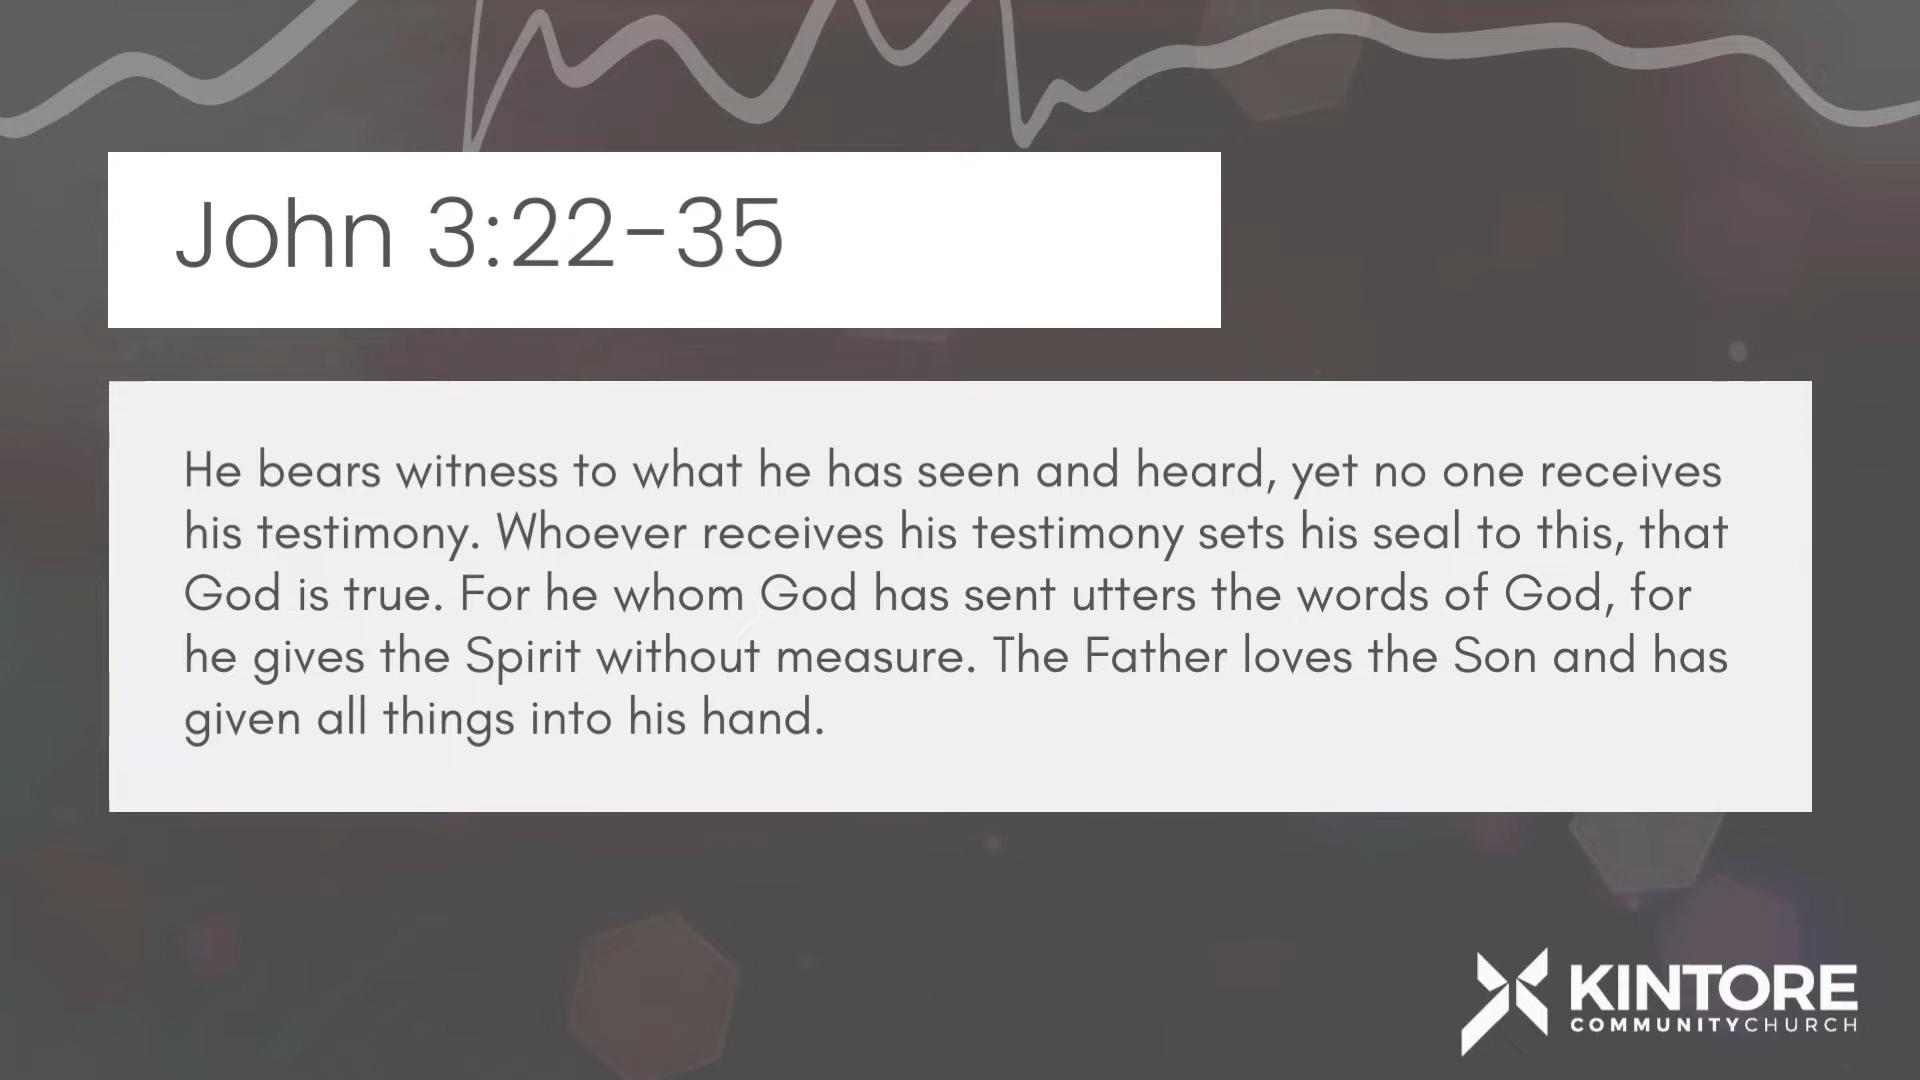 John 3:22-35
He bears witness to what he has seen and heard, yet no one receives
his testimony. Whoever receives his testimony sets his seal to this, that
God is true. For he whom God has sent utters the words of God, for
he gives the Spirit without measure. The Father loves the Son and has
given all things into his hand.
KINTORE
COMMUNITYCHURCH